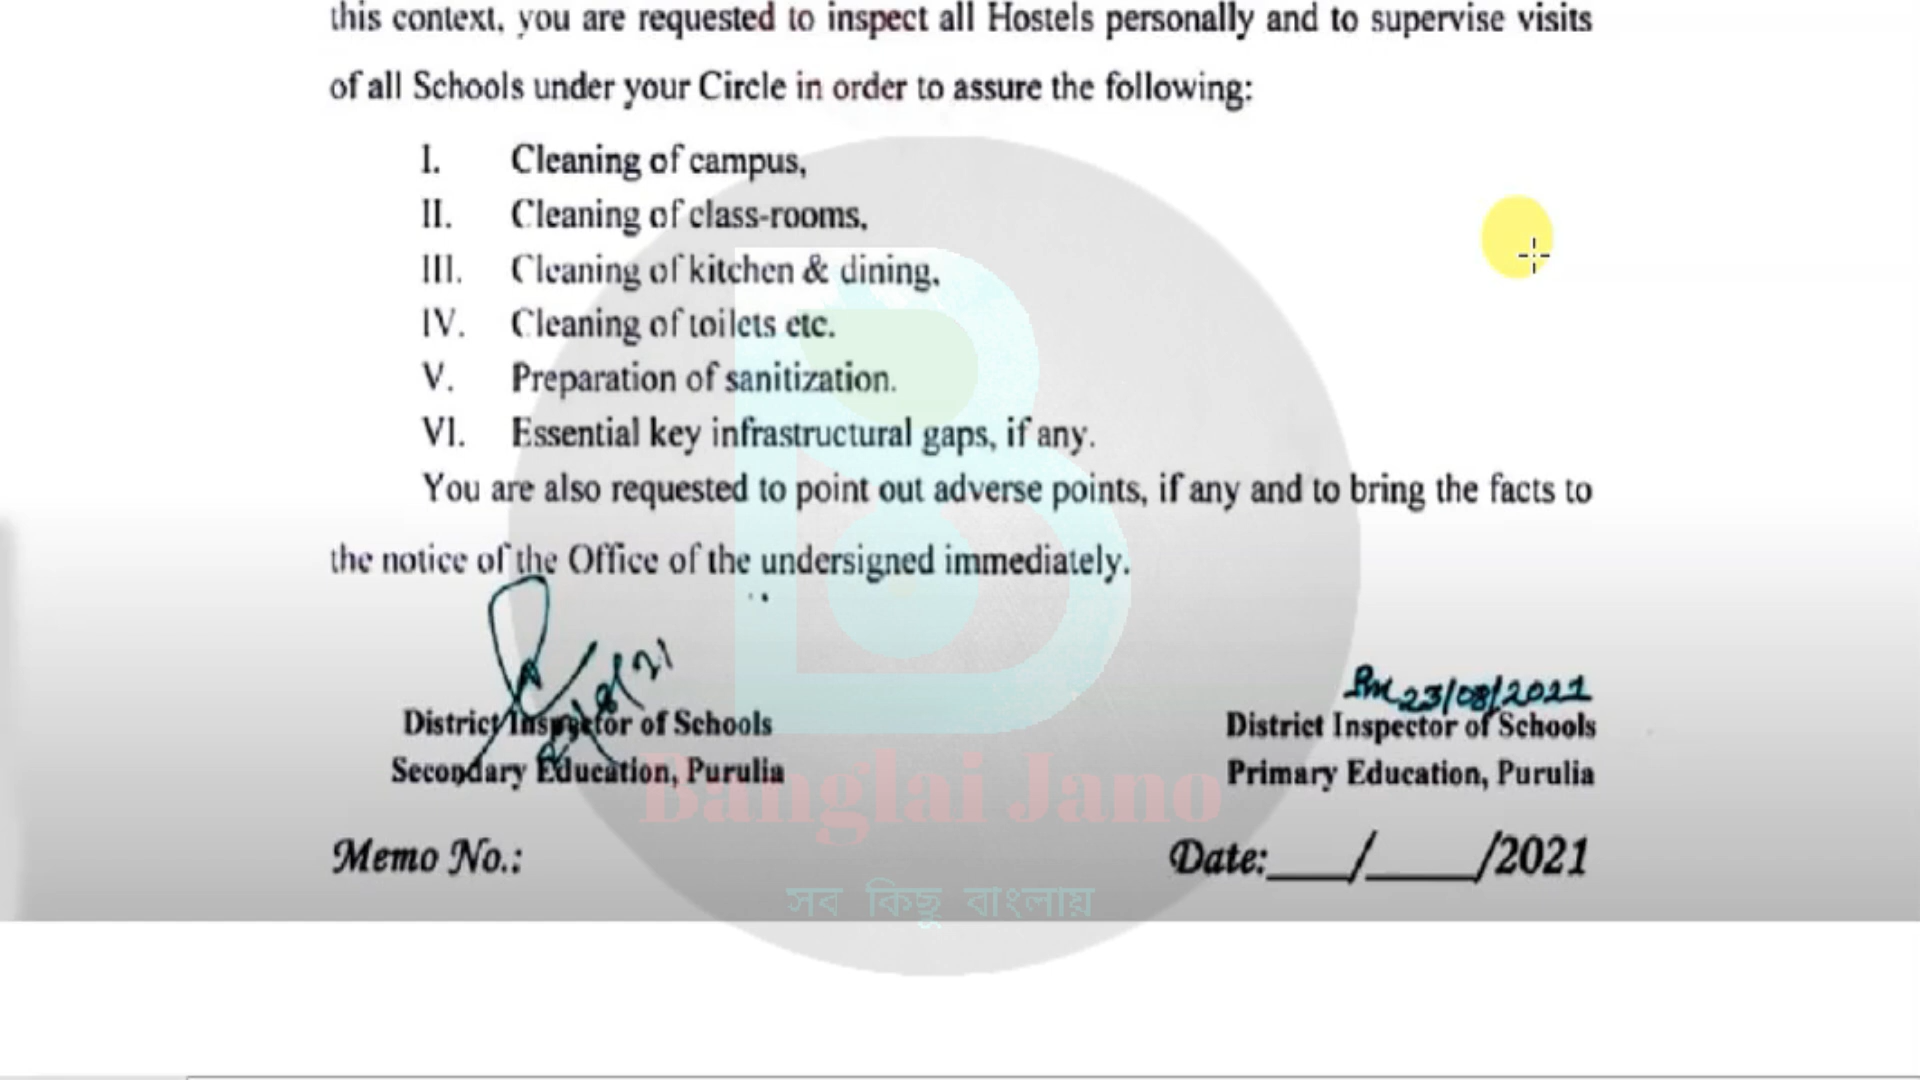 this context, you are requested to inspect all Hostels personally and to supervise visits
of all Schools under your Circle in order to assure the following:
I. Cleaning of campus,
II. Cleaning of class-rooms,
III. Cleaning of kitchen & dining,
IV. Cleaning of toilets etc.
V. Preparation of sanitization.
VI. Essential key infrastructural gaps, if any.
You are also requested to point out adverse points, if any and to bring the facts to
the notice of the Office of the undersigned immediately.
23/08/2021
District Inspector of Schools District Inspector of Schools
Secondary Education, Purulia Primary Education, Purulia
Banglai Jano
Memo No.: Date:____/_____/2021
সব কিছু বাংলায়